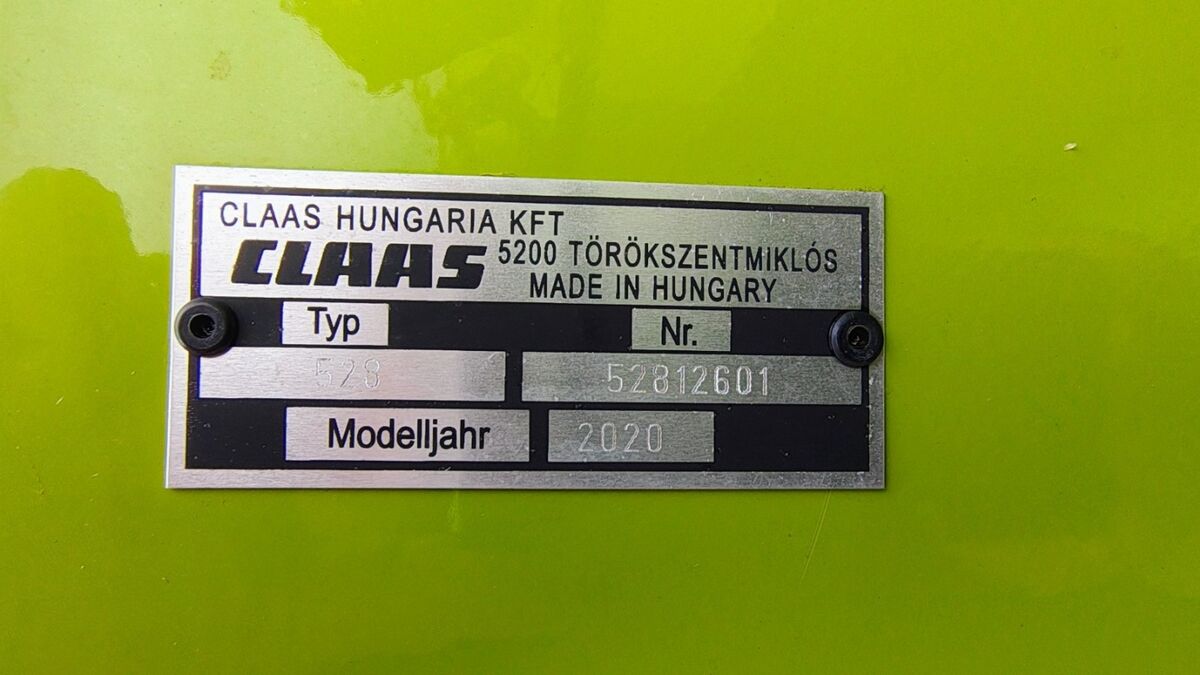 CLAAS HUNGARIA KFT
CLAAS 5200 TÖRÖKSZENTMIKLÓS
MADE IN HUNGARY
Typ Nr.
528 52812601
Modelljahr 2020